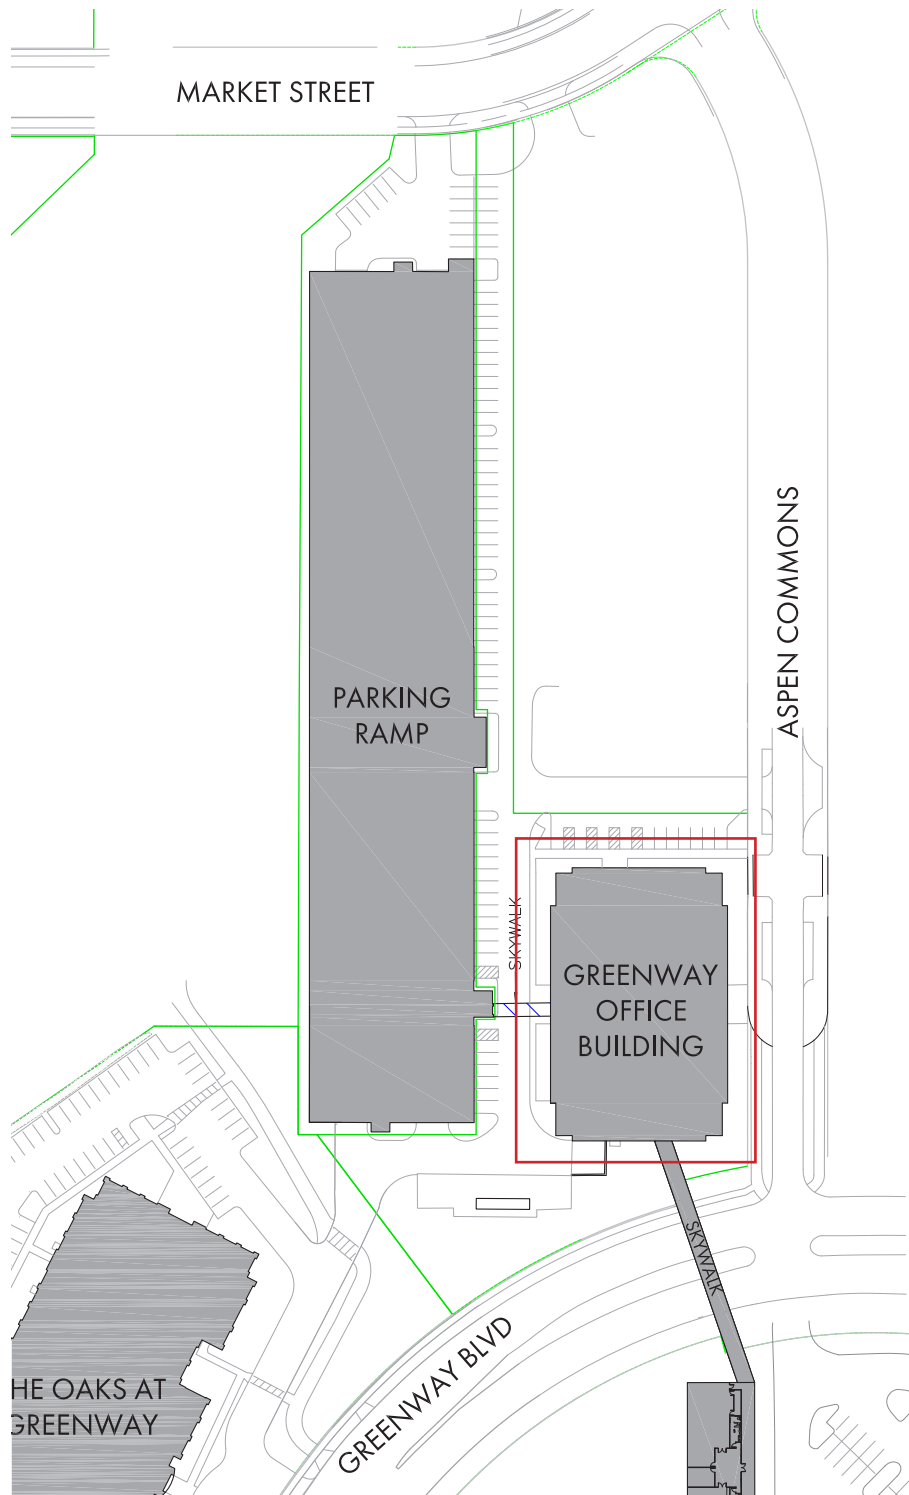 MARKET STREET
ASPEN COMMONS
PARKING
RAMP
SKYWALK
GREENWAY
OFFICE
BUILDING
SKYWALK
GREENWAY BLVD
HE OAKS AT
GREENWAY